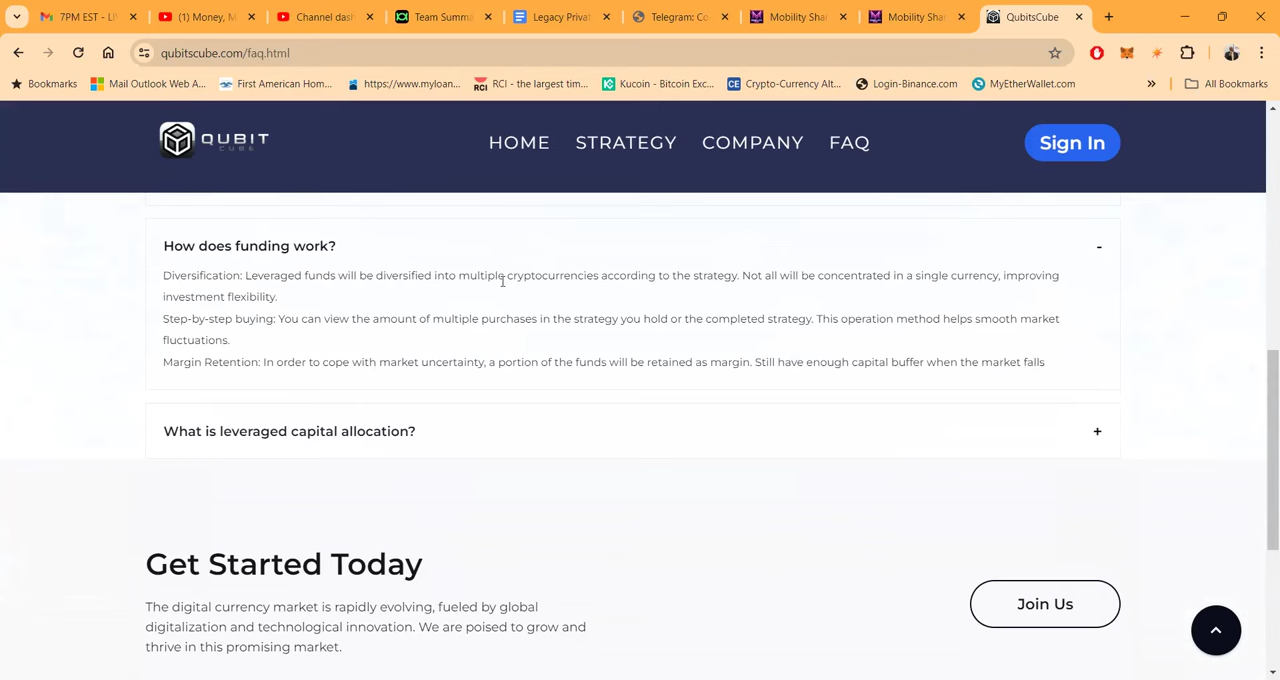 7PM EST - LI
(1) Money, M
Channel dash
Team Summa
Legacy Privat
Telegram: Co
Mobility Shar
Mobility Shar
QubitsCube
qubitscube.com/faq.html
Bookmarks
Mail Outlook Web A...
First American Hom...
https://www.myloan...
RCI RCI - the largest tim...
Kucoin - Bitcoin Exc...
CE Crypto-Currency Alt...
Login-Binance.com
MyEtherWallet.com
»
All Bookmarks
QUBIT
CUBE
HOME
STRATEGY
COMPANY
FAQ
Sign In
How does funding work?
-
Diversification: Leveraged funds will be diversified into multiple cryptocurrencies according to the strategy. Not all will be concentrated in a single currency, improving
investment flexibility.
Step-by-step buying: You can view the amount of multiple purchases in the strategy you hold or the completed strategy. This operation method helps smooth market
fluctuations.
Margin Retention: In order to cope with market uncertainty, a portion of the funds will be retained as margin. Still have enough capital buffer when the market falls
What is leveraged capital allocation?
+
Get Started Today
The digital currency market is rapidly evolving, fueled by global
digitalization and technological innovation. We are poised to grow and
thrive in this promising market.
Join Us